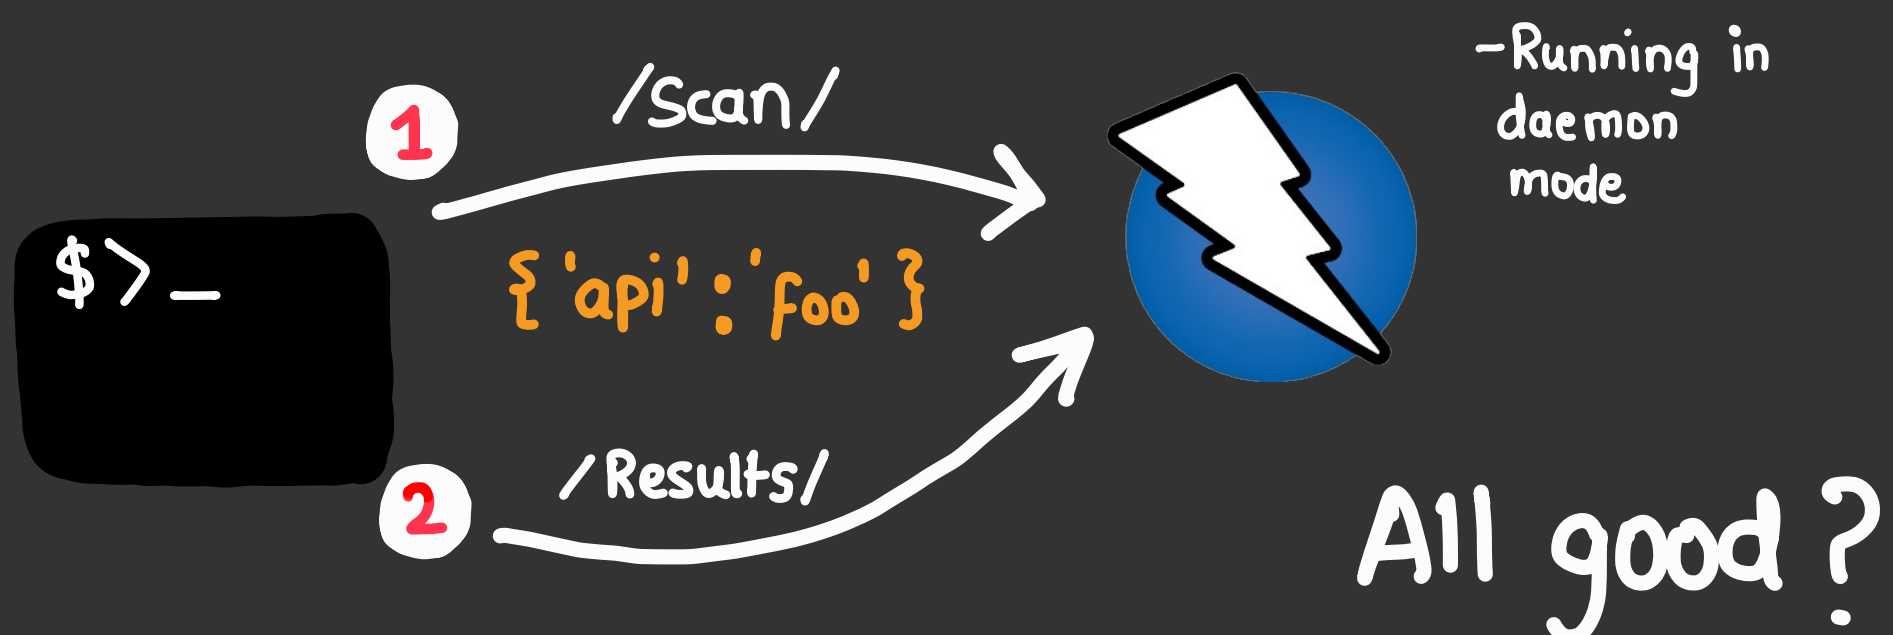 -Running in
daemon
mode
1
/Scan/
$>_
{'api':'foo'}
2
/Results/
All good?